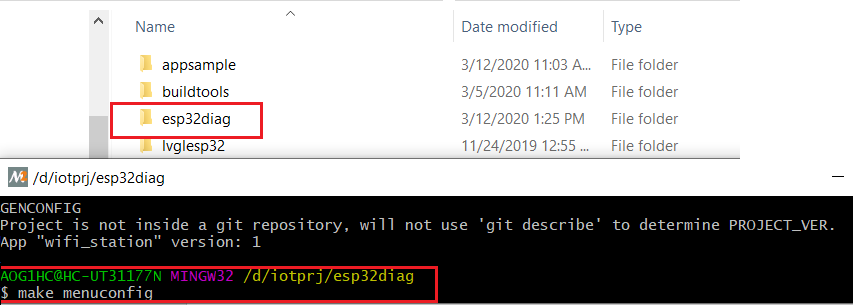 Name Date modified Type
appsample 3/12/2020 11:03 A... File folder
buildtools 3/5/2020 11:11 AM File folder
esp32diag 3/12/2020 1:25 PM File folder
lvglesp32 11/24/2019 12:55 ... File folder
/d/iotprj/esp32diag
GENCONFIG
Project is not inside a git repository, will not use 'git describe' to determine PROJECT_VER.
App "wifi_station" version: 1
AOG1HC@HC-UT31177N MINGW32 /d/iotprj/esp32diag
$ make menuconfig